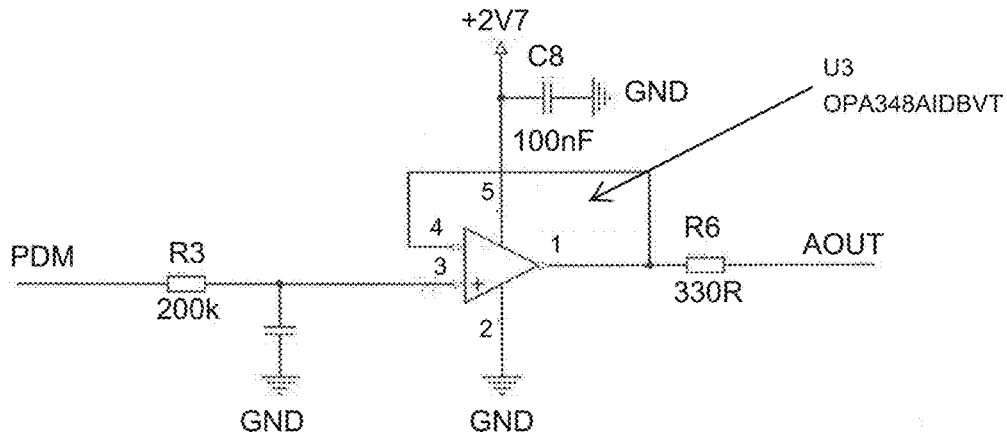 +2V7
C8
GND
100nF
U3
OPA348AIDBVT
5
4
3
1
2
+
PDM
R3
200k
R6
330R
AOUT
GND
GND